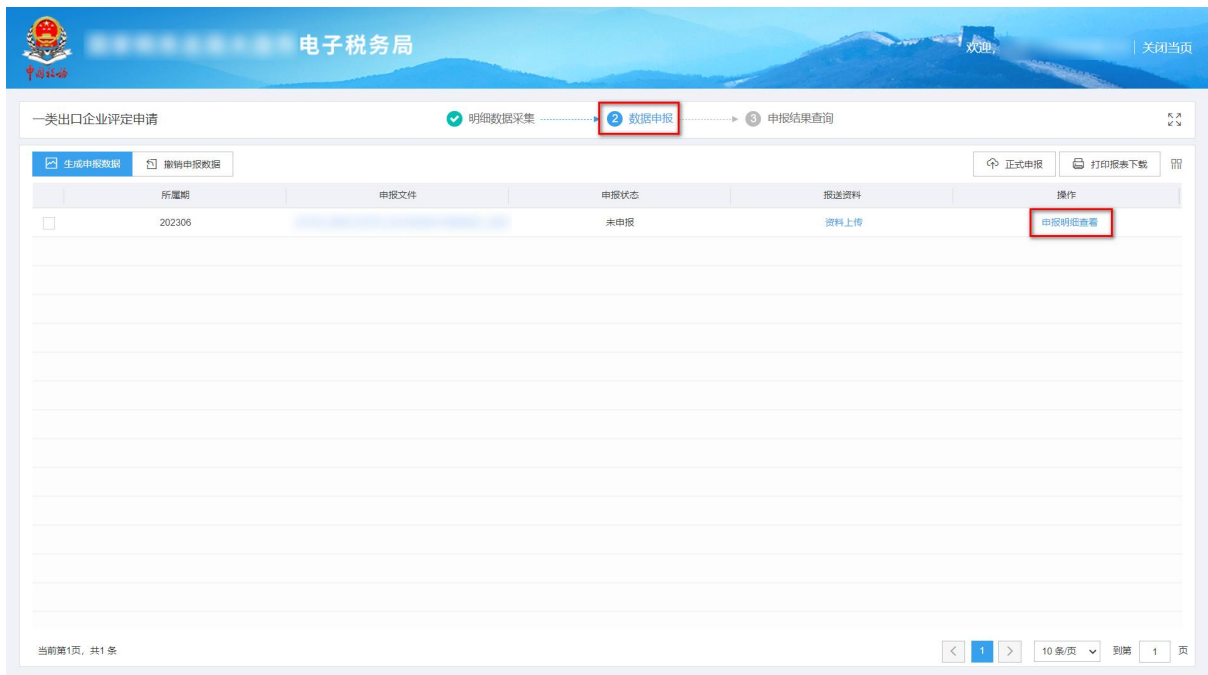 电子税务局
欢迎,
关闭当页
中国税务
一类出口企业评定申请
明细数据采集
2 数据申报
3 申报结果查询
生成申报数据 撤销申报数据 正式申报 打印报表下载
所属期 申报文件 申报状态 报送资料 操作
202306 未申报 资料上传 申报明细查看
当前第1页, 共1 条 1 10 条/页 到第 1 页